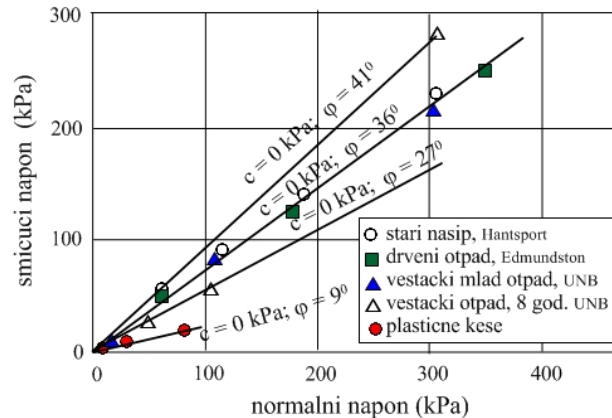 300
200
100
0
0
100
200
300
400
smicuci napon (kPa)
normalni napon (kPa)
c = 0 kPa; φ = 41⁰
c = 0 kPa; φ = 36⁰
c = 0 kPa; φ = 27⁰
c = 0 kPa; φ = 9⁰
stari nasip, Hantsport
drveni otpad, Edmundston
vestacki mlad otpad, UNB
vestacki otpad, 8 god. UNB
plasticne kese